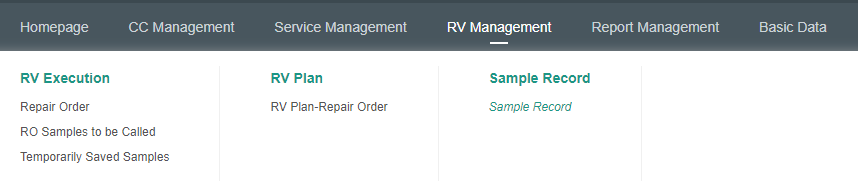 Homepage CC Management Service Management RV Management Report Management Basic Data
RV Execution
Repair Order
RO Samples to be Called
Temporarily Saved Samples
RV Plan
RV Plan-Repair Order
Sample Record
Sample Record